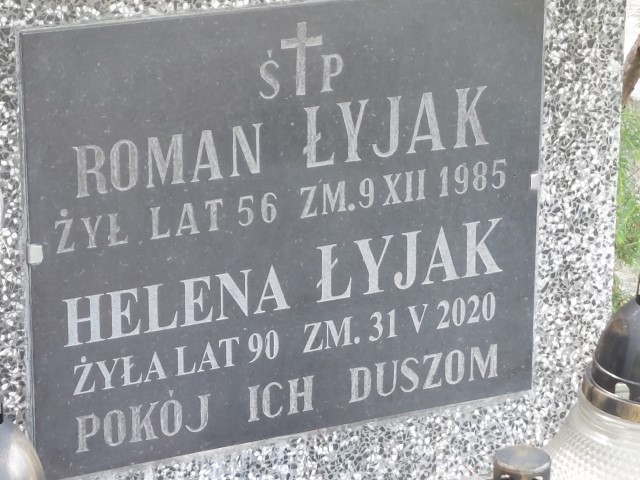 Ś P
ROMAN ŁYJAK
ŻYŁ LAT 56 ZM. 9 XII 1985
HELENA ŁYJAK
ŻYŁA LAT 90 ZM. 31 V 2020
POKÓJ ICH DUSZOM